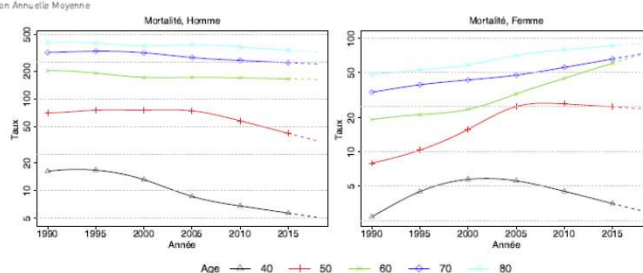 on Annuelle Moyenne
Mortalité, Homme
Mortalité, Femme
Taux
500
200
100
50
20
10
5
1990 1995 2000 2005 2010 2015
Année
Taux
100
50
20
10
5
1990 1995 2000 2005 2010 2015
Année
Age 40 50 60 70 80